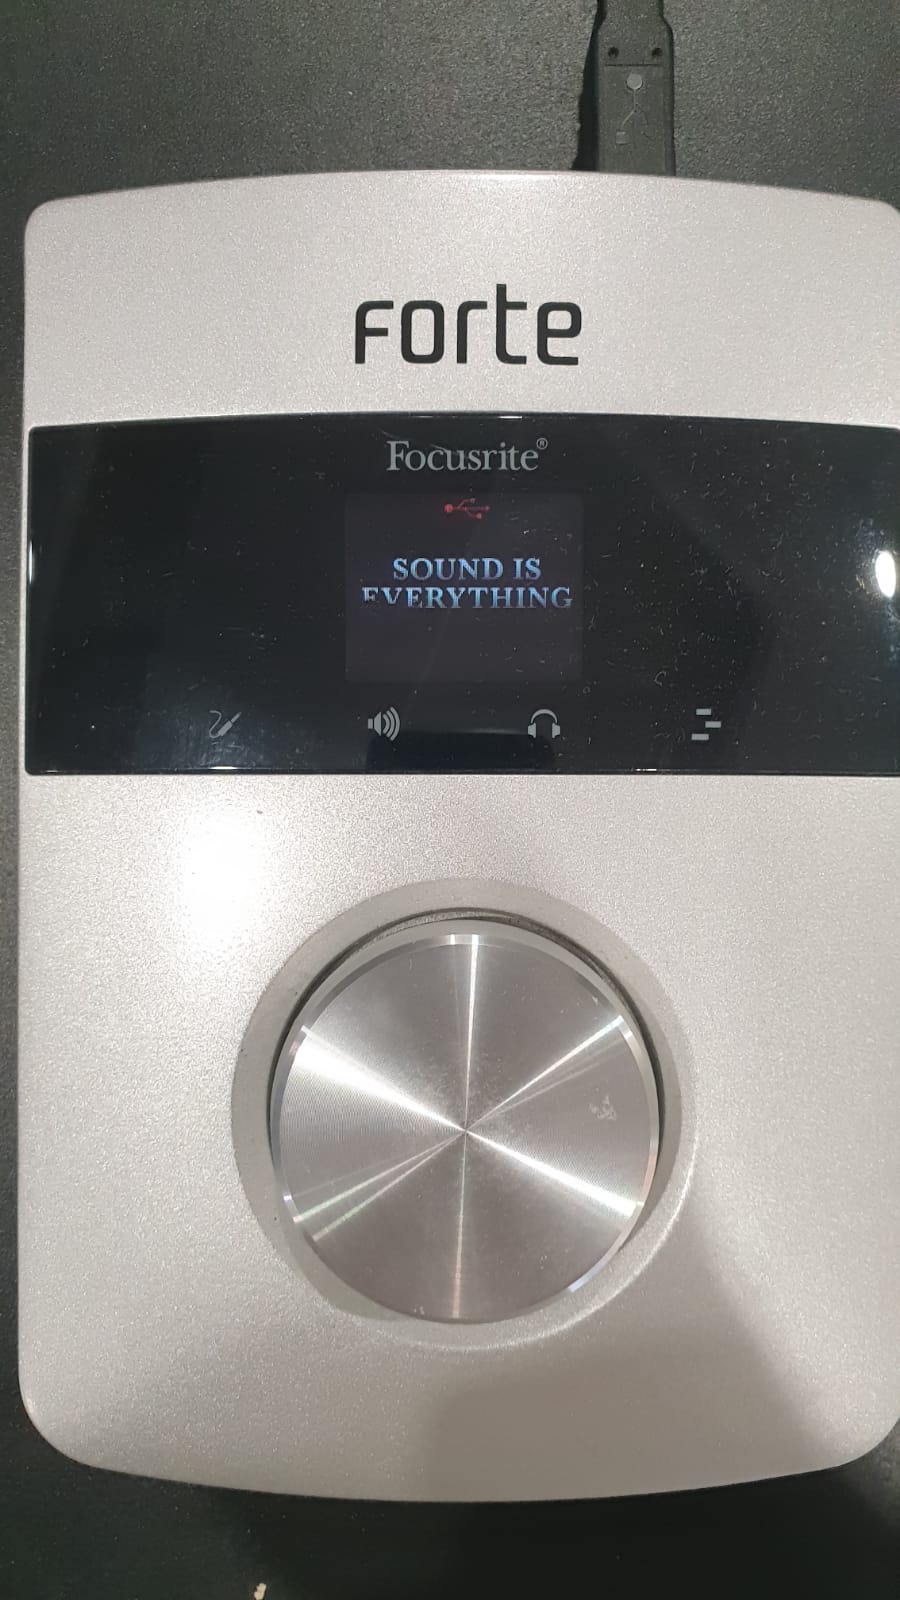 Forte
Focusrite®
SOUND IS
EVERYTHING